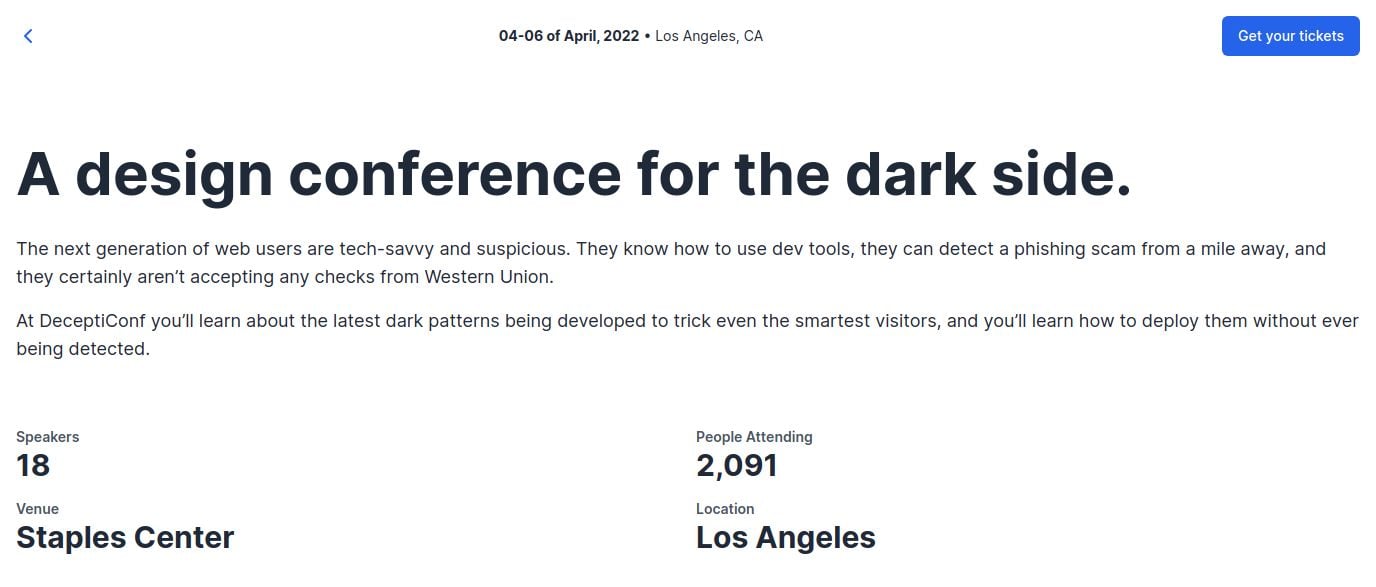 04-06 of April, 2022 • Los Angeles, CA
Get your tickets
A design conference for the dark side.
The next generation of web users are tech-savvy and suspicious. They know how to use dev tools, they can detect a phishing scam from a mile away, and
they certainly aren’t accepting any checks from Western Union.
At DeceptiConf you’ll learn about the latest dark patterns being developed to trick even the smartest visitors, and you’ll learn how to deploy them without ever
being detected.
Speakers
18
People Attending
2,091
Venue
Staples Center
Location
Los Angeles